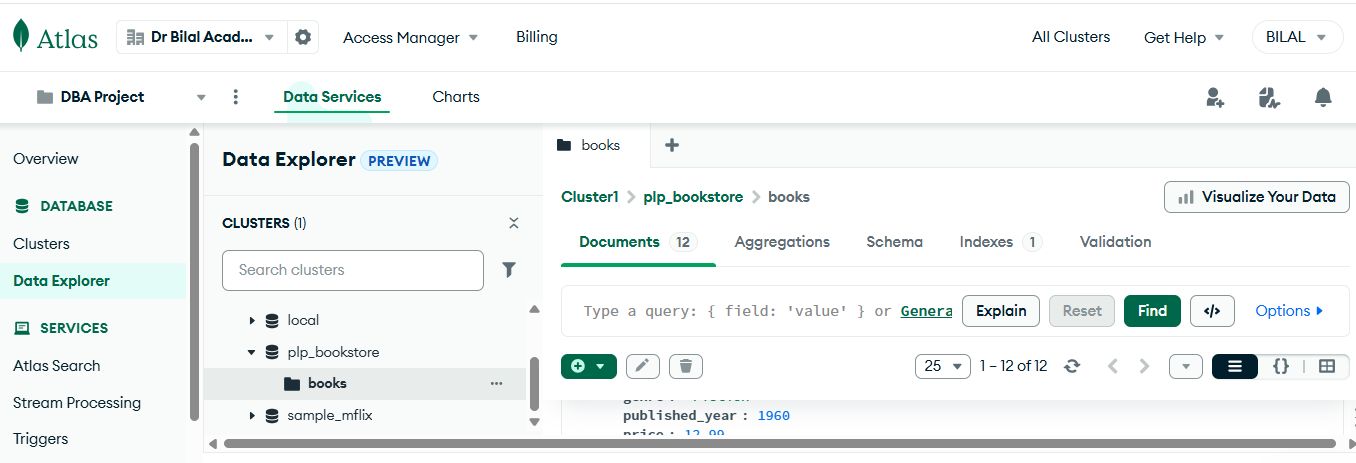 Atlas
Dr Bilal Acad...
Access Manager
Billing
All Clusters
Get Help
BILAL
DBA Project
Data Services
Charts
Overview
DATABASE
Clusters
Data Explorer
SERVICES
Atlas Search
Stream Processing
Triggers
Data Explorer PREVIEW
CLUSTERS (1)
Search clusters
local
plp_bookstore
books
sample_mflix
books
Cluster1 > plp_bookstore > books
Visualize Your Data
Documents 12
Aggregations
Schema
Indexes 1
Validation
Type a query: { field: 'value' } or Genera
Explain
Reset
Find
</>
Options
25
1 – 12 of 12
{}
published_year : 1960
price : 12.99